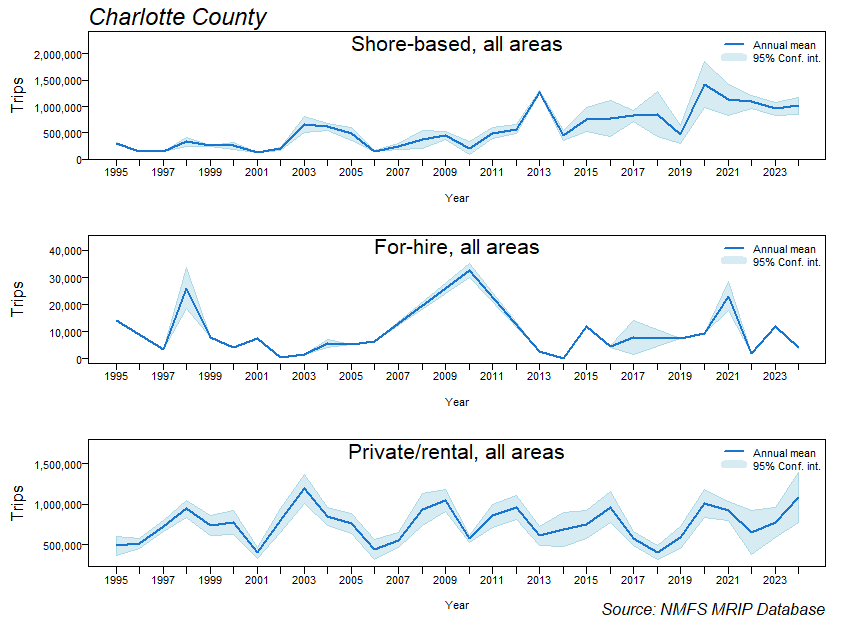 Charlotte County
Shore-based, all areas
Annual mean
95% Conf. int.
Trips
2,000,000
1,500,000
1,000,000
500,000
0
1995 1997 1999 2001 2003 2005 2007 2009 2011 2013 2015 2017 2019 2021 2023
Year
For-hire, all areas
Annual mean
95% Conf. int.
Trips
40,000
30,000
20,000
10,000
0
1995 1997 1999 2001 2003 2005 2007 2009 2011 2013 2015 2017 2019 2021 2023
Year
Private/rental, all areas
Annual mean
95% Conf. int.
Trips
1,500,000
1,000,000
500,000
1995 1997 1999 2001 2003 2005 2007 2009 2011 2013 2015 2017 2019 2021 2023
Year
Source: NMFS MRIP Database